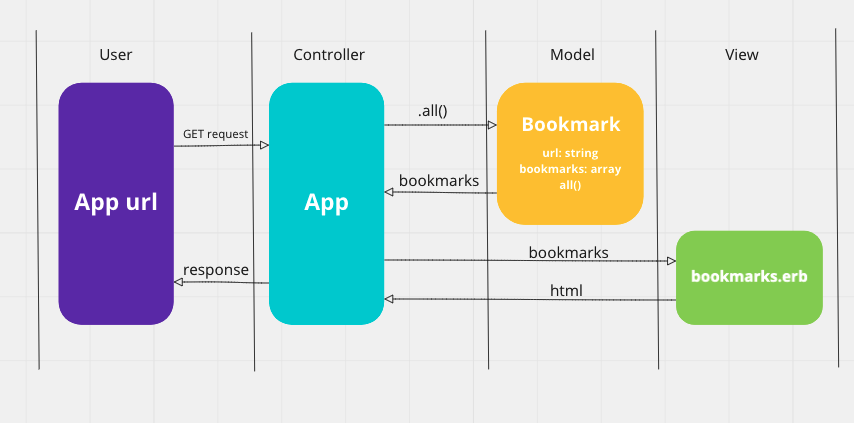 User
Controller
Model
View
App url
GET request
response
App
.all()
bookmarks
Bookmark
url: string
bookmarks: array
all()
bookmarks
html
bookmarks.erb